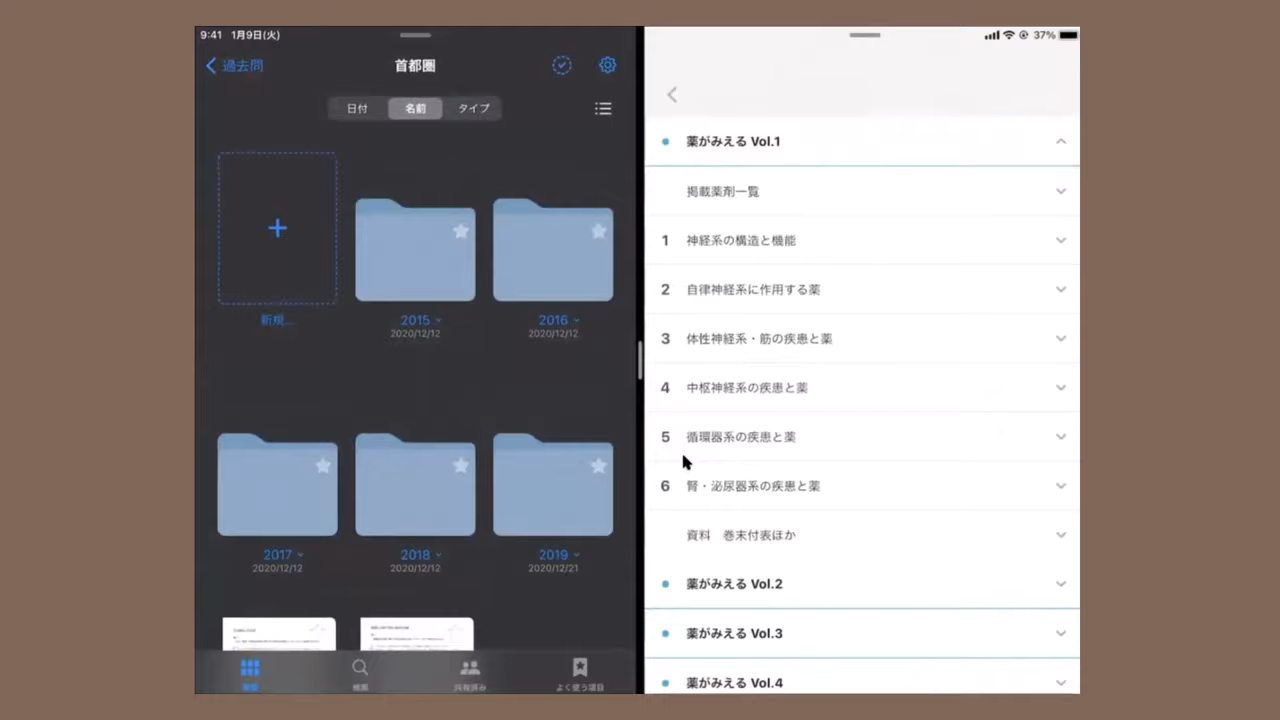 9:41 1月9日(火)
過去問
首都圏
日付 名前 タイプ
新規...
2015
2020/12/12
2016
2020/12/12
2017
2020/12/12
2018
2020/12/12
2019
2020/12/21
検索
共有済み
よく使う項目
37%
薬がみえる Vol.1
掲載薬剤一覧
1 神経系の構造と機能
2 自律神経系に作用する薬
3 体性神経系・筋の疾患と薬
4 中枢神経系の疾患と薬
5 循環器系の疾患と薬
6 腎・泌尿器系の疾患と薬
資料 巻末付表ほか
薬がみえる Vol.2
薬がみえる Vol.3
薬がみえる Vol.4